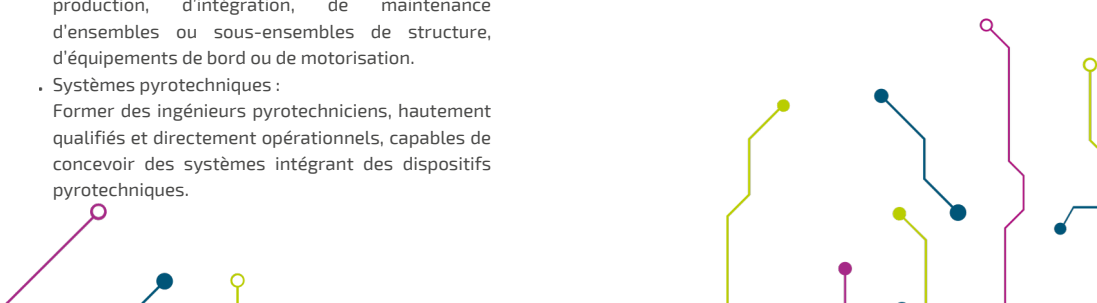 production, d'intégration, de maintenance
d'ensembles ou sous-ensembles de structure,
d'équipements de bord ou de motorisation.
• Systèmes pyrotechniques :
Former des ingénieurs pyrotechniciens, hautement
qualifiés et directement opérationnels, capables de
concevoir des systèmes intégrant des dispositifs
pyrotechniques.